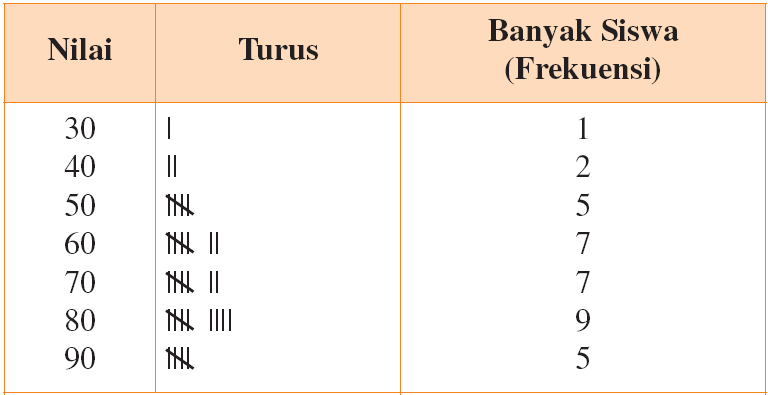 Nilai Turus Banyak Siswa
(Frekuensi)
30 | 1
40 || 2
50 𝍸 5
60 𝍸 || 7
70 𝍸 || 7
80 𝍸 |||| 9
90 𝍸 5